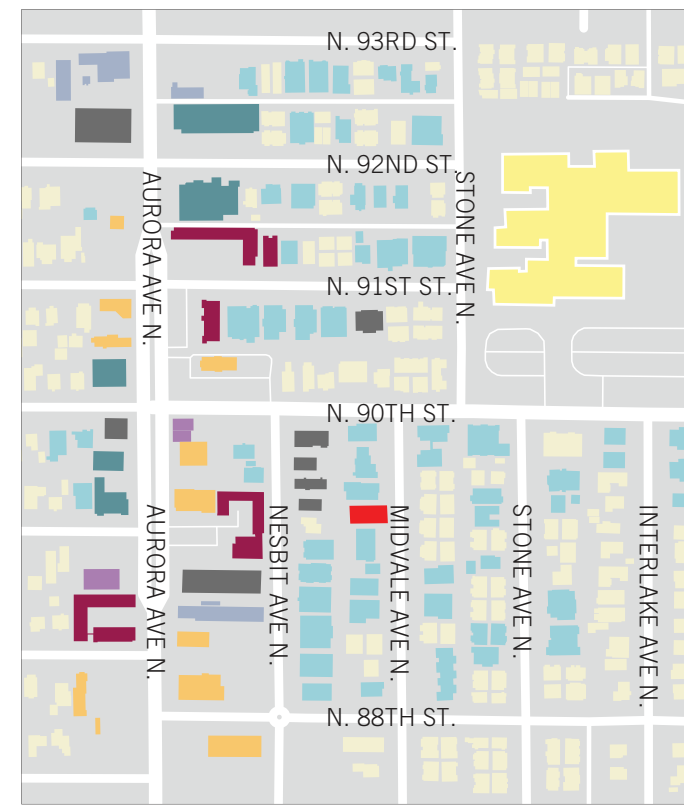 N. 93RD ST.
N. 92ND ST.
AURORA AVE N.
STONE AVE N.
N. 91ST ST.
N. 90TH ST.
AURORA AVE N.
NESBIT AVE N.
MIDVALE AVE N.
STONE AVE N.
INTERLAKE AVE N.
N. 88TH ST.